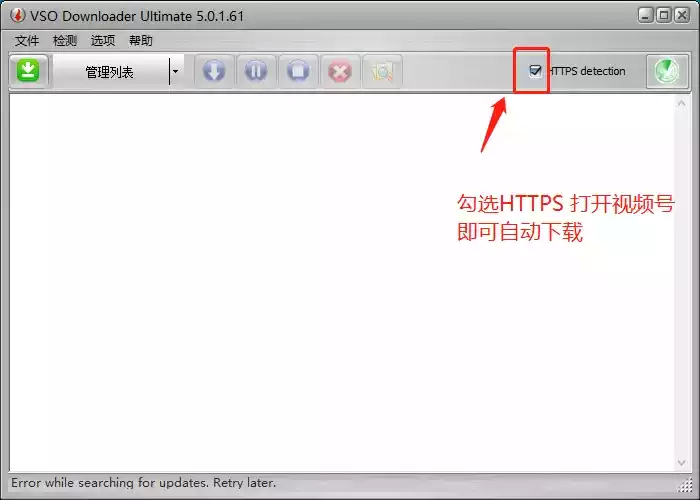 VSO Downloader Ultimate 5.0.1.61
文件 检测 选项 帮助
管理列表
HTTPS detection
勾选HTTPS 打开视频号
即可自动下载
Error while searching for updates. Retry later.